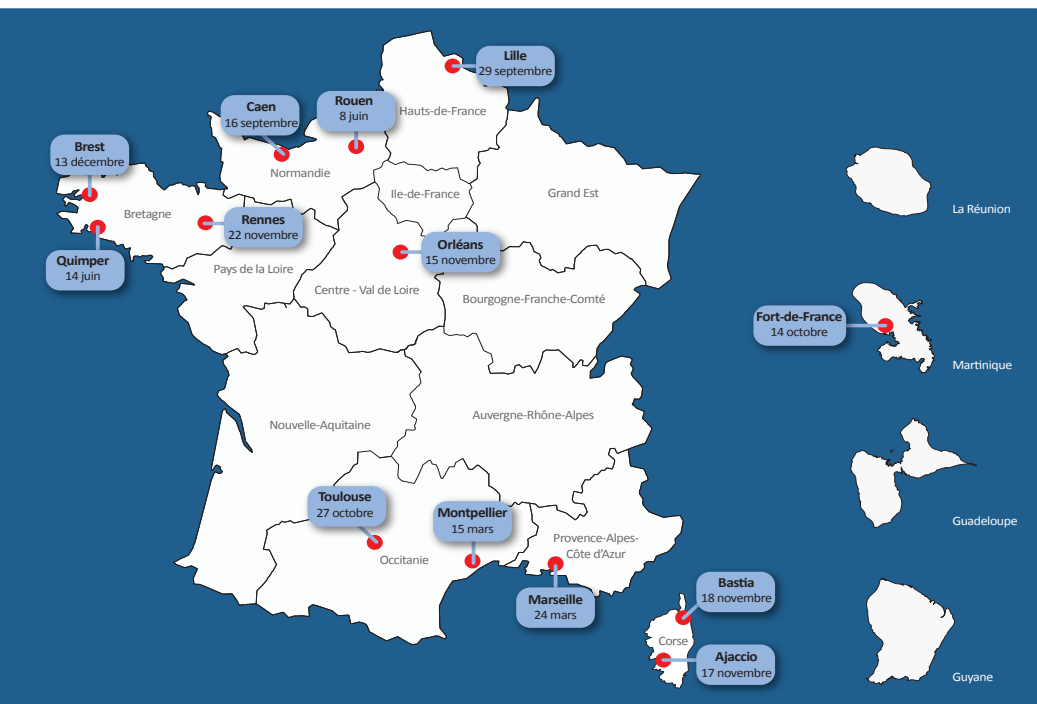 Lille
29 septembre
Hauts-de-France
Rouen
8 juin
Caen
16 septembre
Normandie
Brest
13 décembre
Bretagne
Rennes
22 novembre
Quimper
14 juin
Ile-de-France
Grand Est
Pays de la Loire
Orléans
15 novembre
Centre - Val de Loire
Bourgogne-Franche-Comté
Nouvelle-Aquitaine
Auvergne-Rhône-Alpes
Toulouse
27 octobre
Montpellier
15 mars
Occitanie
Provence-Alpes-
Côte d'Azur
Marseille
24 mars
Bastia
18 novembre
Corse
Ajaccio
17 novembre
La Réunion
Fort-de-France
14 octobre
Martinique
Guadeloupe
Guyane